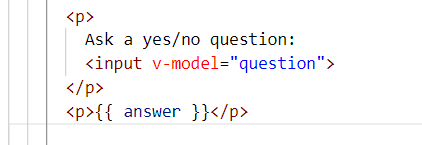 <p>
Ask a yes/no question:
<input v-model="question">
</p>
<p>{{ answer }}</p>